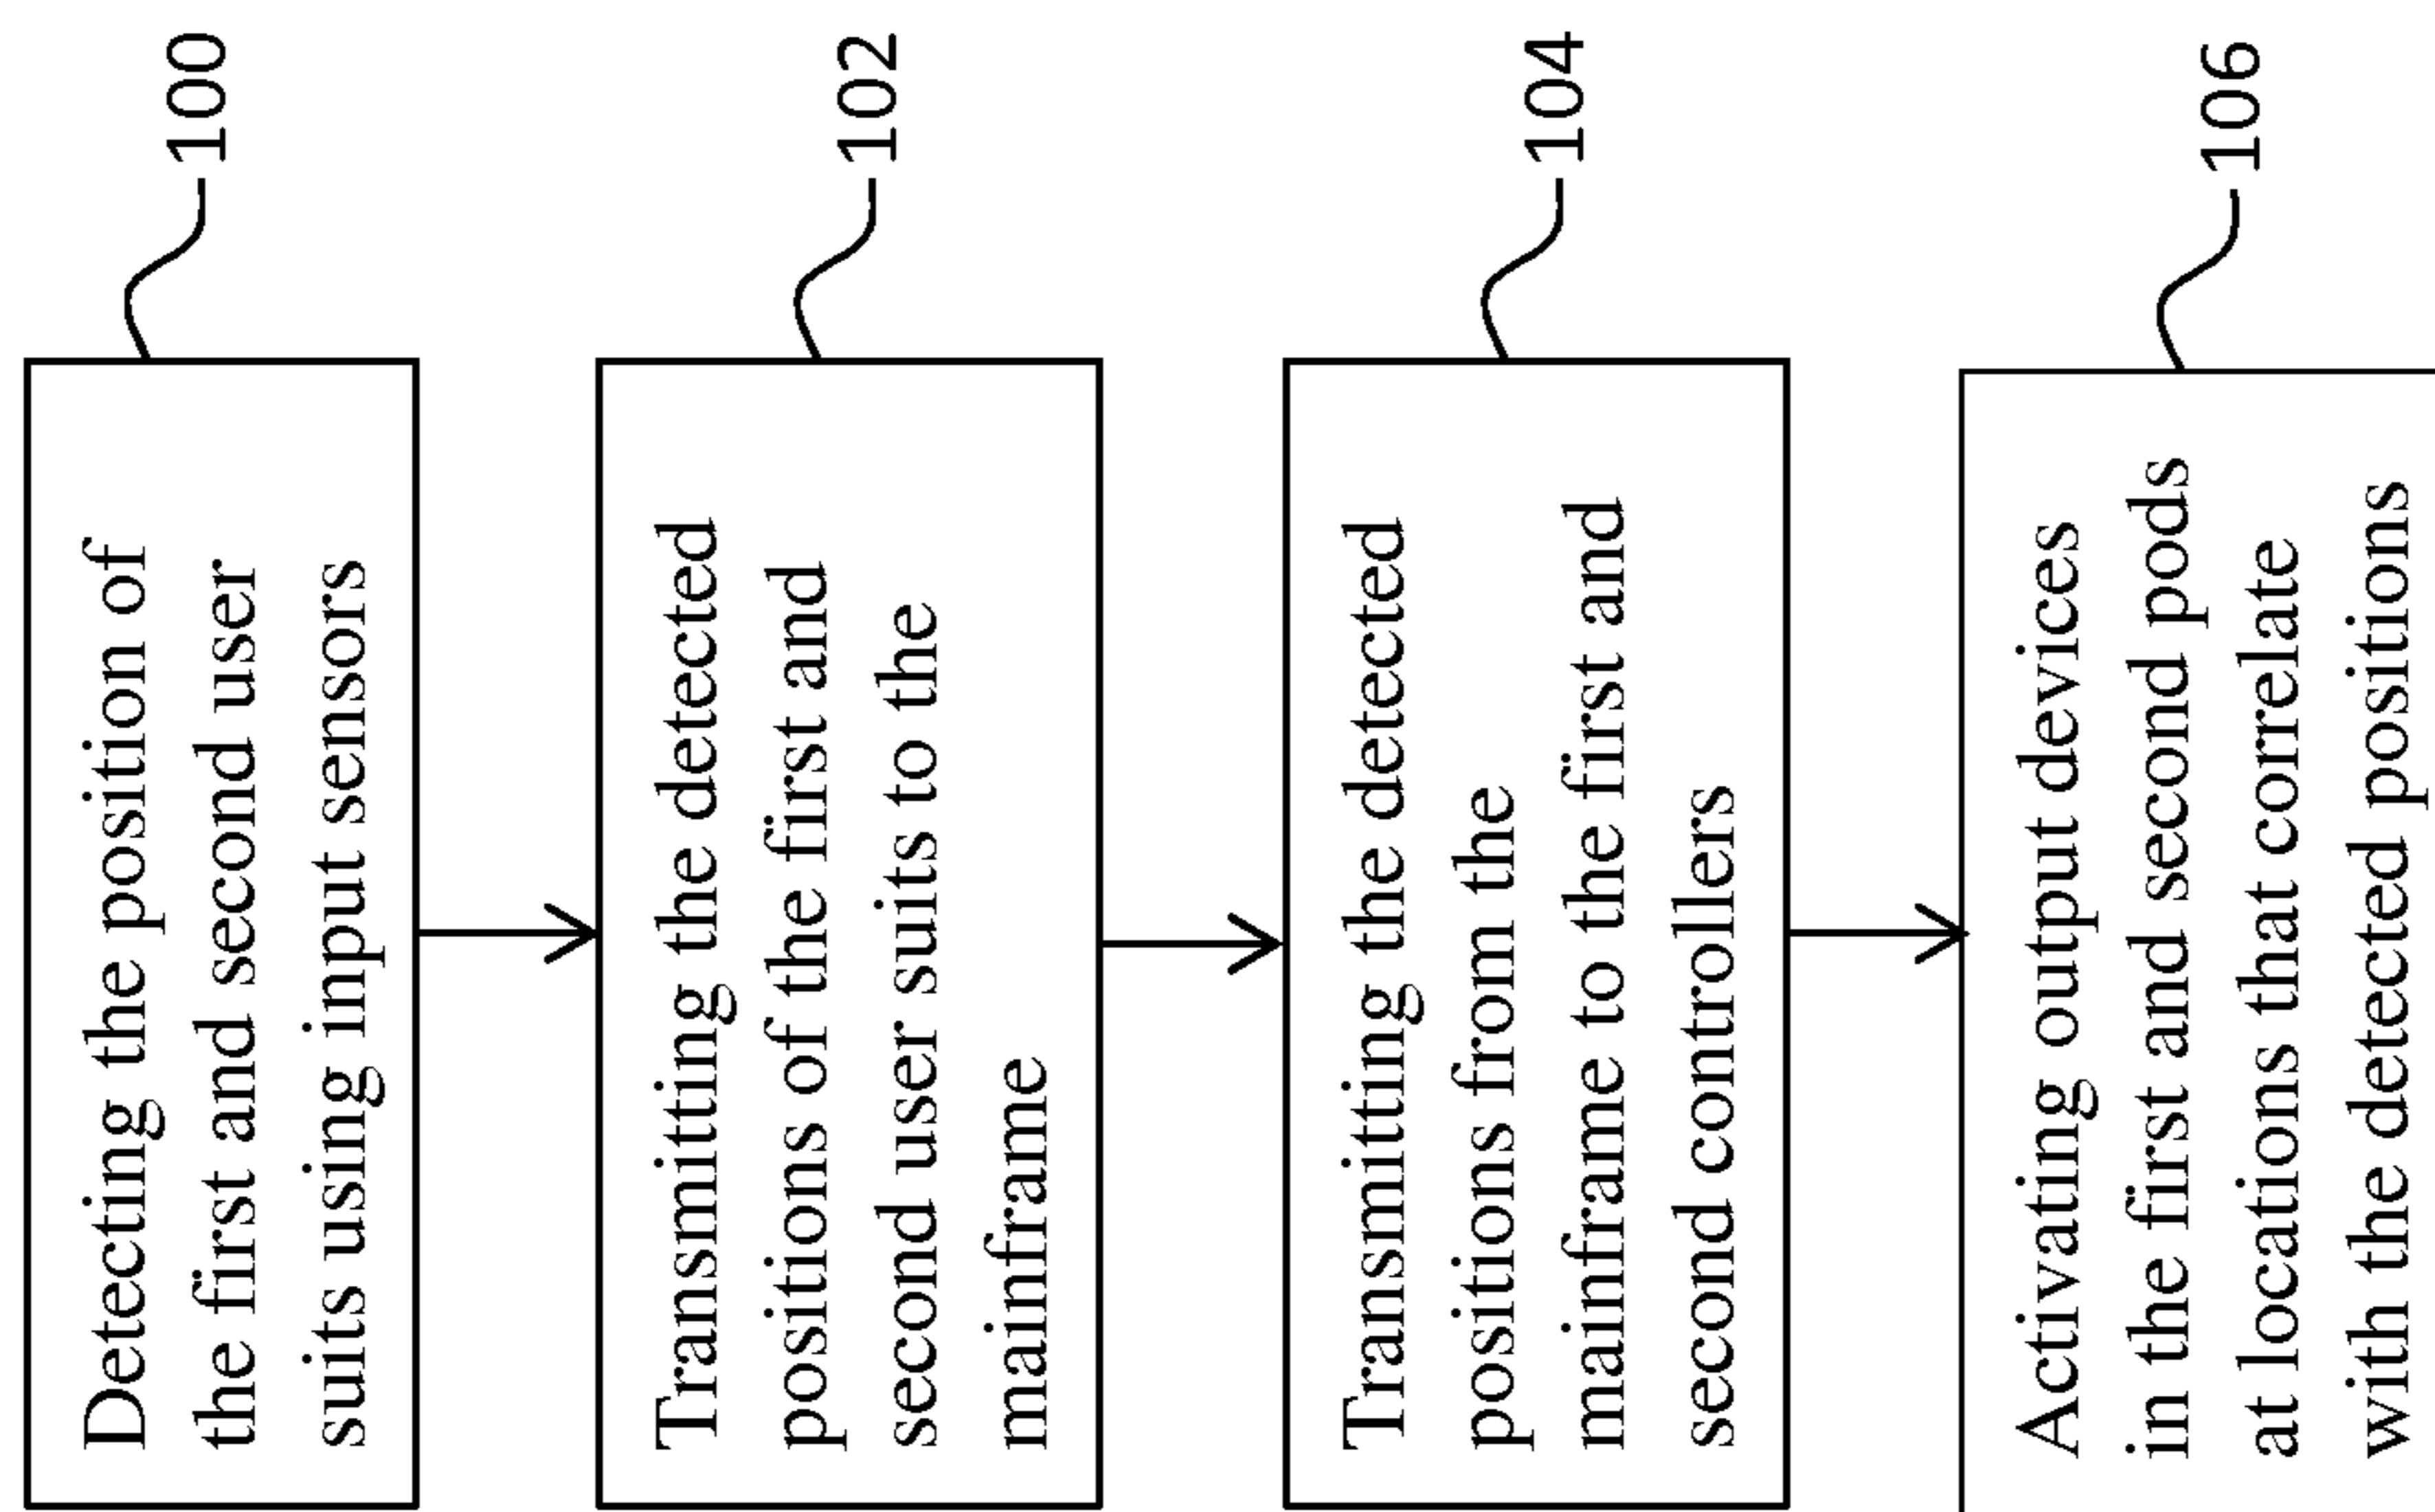 Detecting the position of
the first and second user
suits using input sensors
100
Transmitting the detected
positions of the first and
second user suits to the
mainframe
102
Transmitting the detected
positions from the
mainframe to the first and
second controllers
104
Activating output devices
in the first and second pods
at locations that correlate
with the detected positions
106